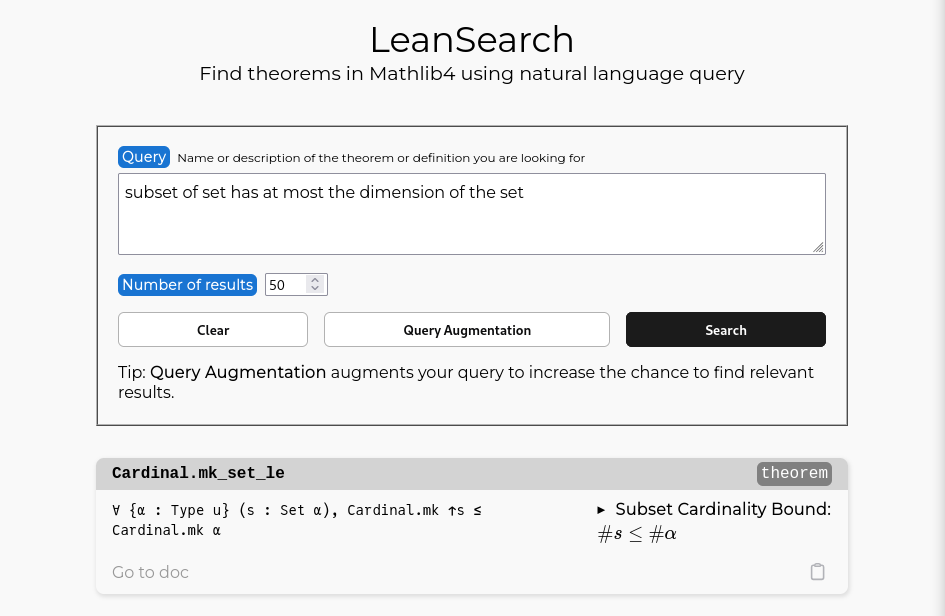 LeanSearch
Find theorems in Mathlib4 using natural language query
Query Name or description of the theorem or definition you are looking for
subset of set has at most the dimension of the set
Number of results 50
Clear Query Augmentation Search
Tip: Query Augmentation augments your query to increase the chance to find relevant
results.
Cardinal.mk_set_le theorem
∀ {α : Type u} (s : Set α), Cardinal.mk ↑s ≤
Cardinal.mk α
▸ Subset Cardinality Bound:
#s ≤ #α
Go to doc